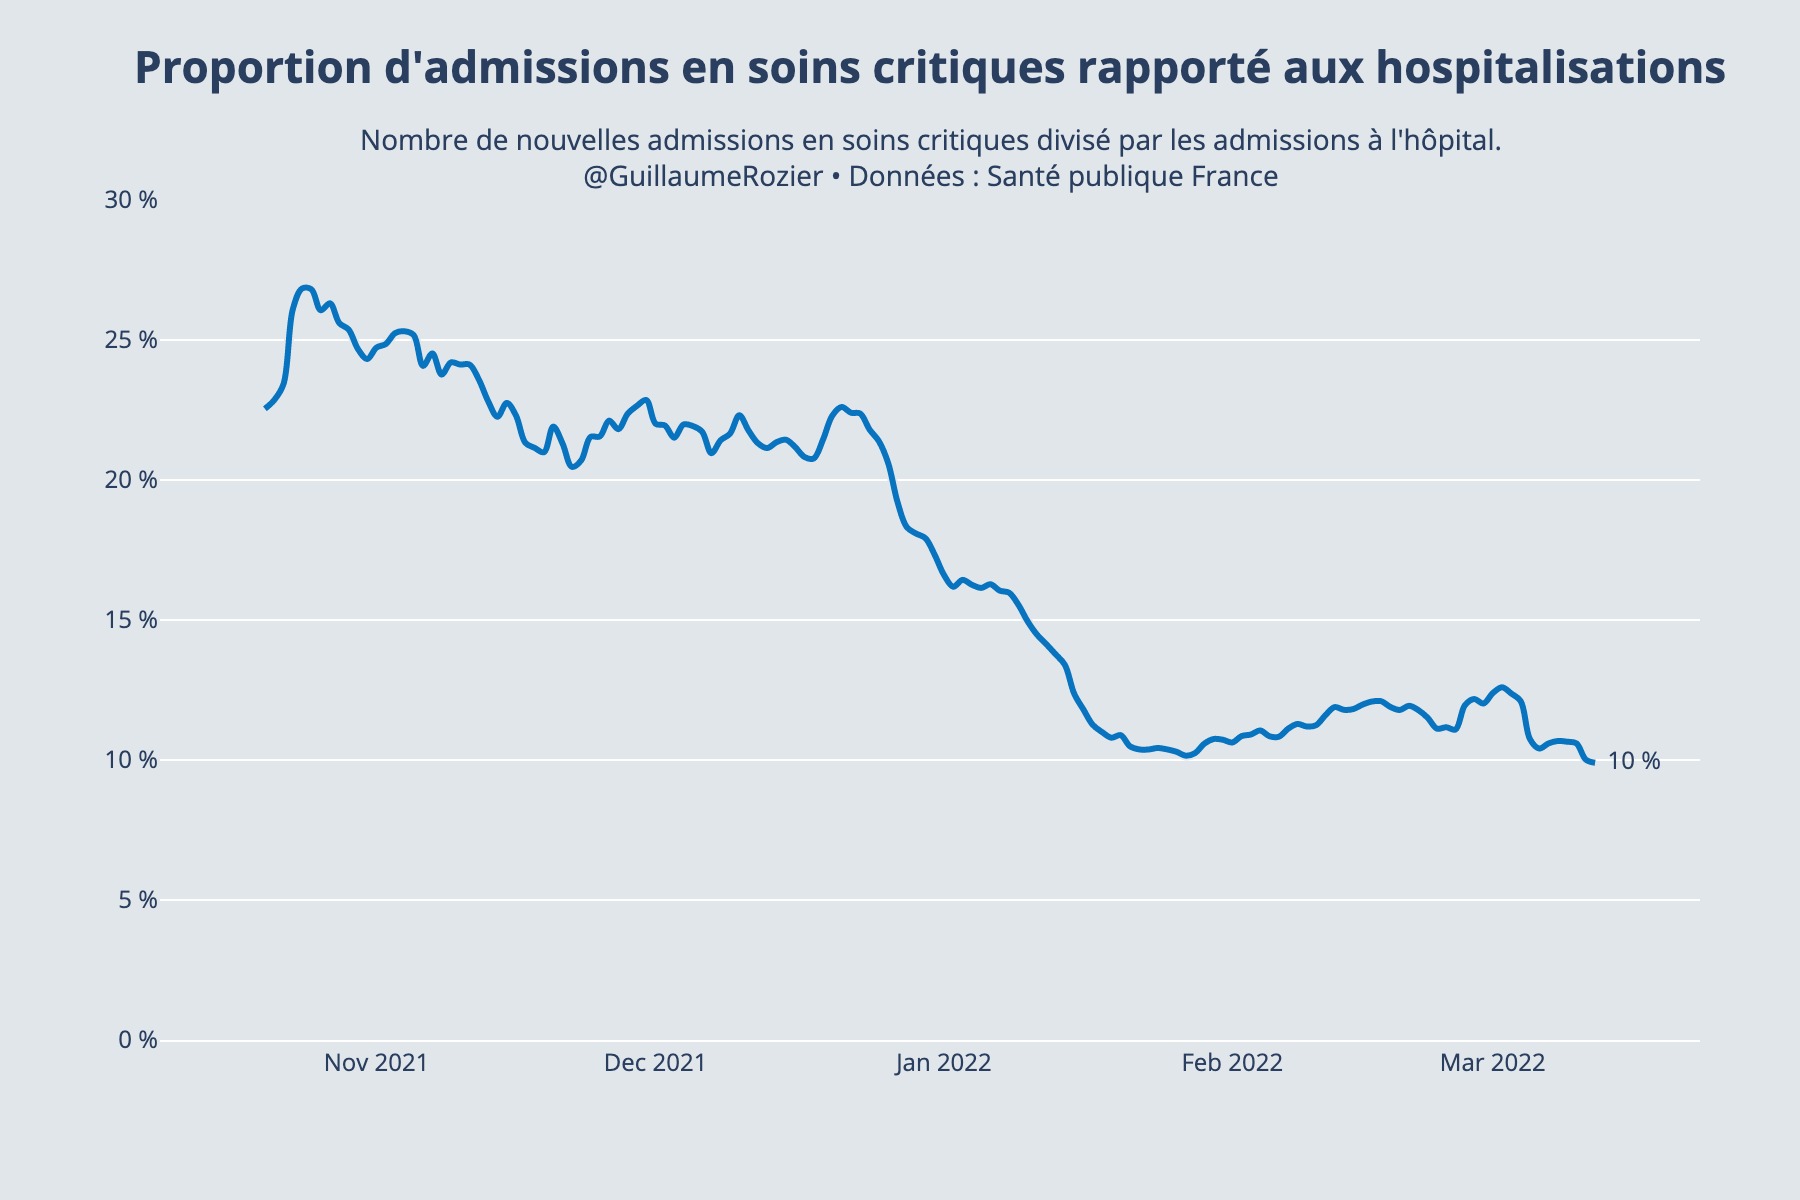 Proportion d'admissions en soins critiques rapporté aux hospitalisations
Nombre de nouvelles admissions en soins critiques divisé par les admissions à l'hôpital.
@GuillaumeRozier • Données : Santé publique France
30 %
25 %
20 %
15 %
10 %
10 %
5 %
0 %
Nov 2021
Dec 2021
Jan 2022
Feb 2022
Mar 2022